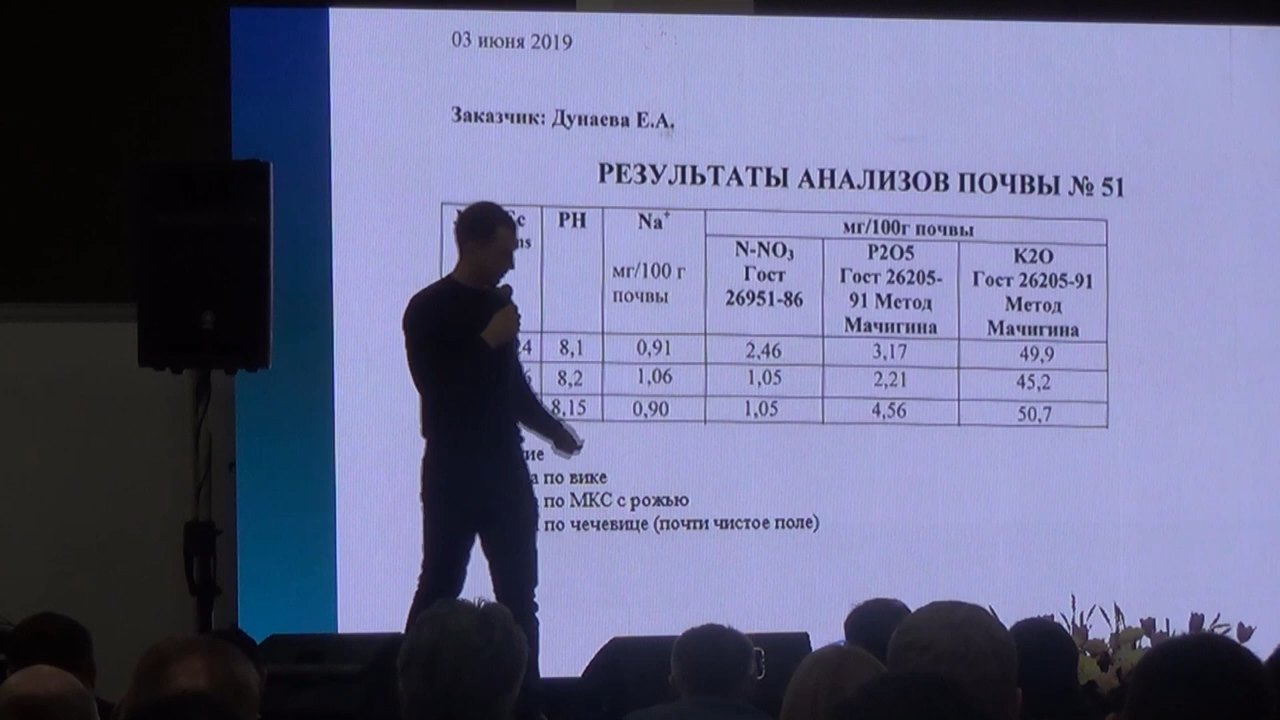 03 июня 2019
Заказчик: Дунаева Е.А.
РЕЗУЛЬТАТЫ АНАЛИЗОВ ПОЧВЫ № 51
PH Na+ мг/100г почвы
мг/100 г почвы
N-NO3 Гост 26951-86
P2O5 Гост 26205-91 Метод Мачигина
K2O Гост 26205-91 Метод Мачигина
8,1 0,91 2,46 3,17 49,9
8,2 1,06 1,05 2,21 45,2
8,15 0,90 1,05 4,56 50,7
по вике
по МКС с рожью
по чечевице (почти чистое поле)